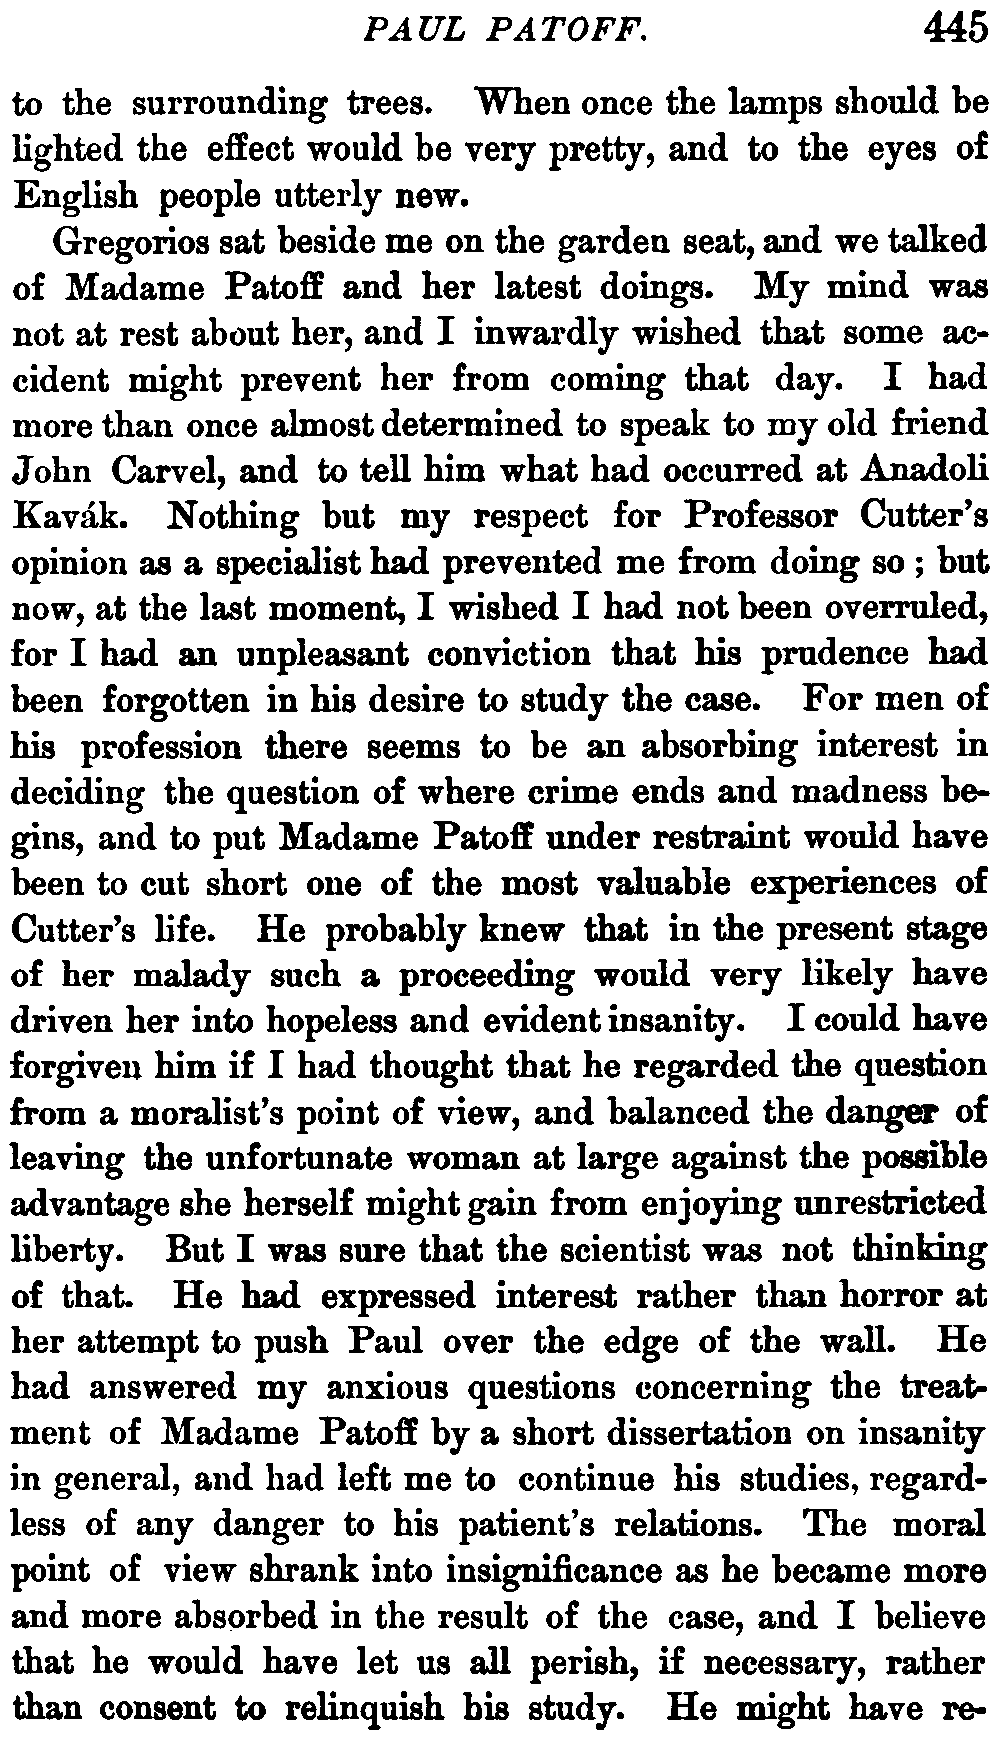 PAUL PATOFF. 445
to the surrounding trees. When once the lamps should be
lighted the effect would be very pretty, and to the eyes of
English people utterly new.
Gregorios sat beside me on the garden seat, and we talked
of Madame Patoff and her latest doings. My mind was
not at rest about her, and I inwardly wished that some ac-
cident might prevent her from coming that day. I had
more than once almost determined to speak to my old friend
John Carvel, and to tell him what had occurred at Anadoli
Kavák. Nothing but my respect for Professor Cutter's
opinion as a specialist had prevented me from doing so ; but
now, at the last moment, I wished I had not been overruled,
for I had an unpleasant conviction that his prudence had
been forgotten in his desire to study the case. For men of
his profession there seems to be an absorbing interest in
deciding the question of where crime ends and madness be-
gins, and to put Madame Patoff under restraint would have
been to cut short one of the most valuable experiences of
Cutter's life. He probably knew that in the present stage
of her malady such a proceeding would very likely have
driven her into hopeless and evident insanity. I could have
forgiven him if I had thought that he regarded the question
from a moralist's point of view, and balanced the danger of
leaving the unfortunate woman at large against the possible
advantage she herself might gain from enjoying unrestricted
liberty. But I was sure that the scientist was not thinking
of that. He had expressed interest rather than horror at
her attempt to push Paul over the edge of the wall. He
had answered my anxious questions concerning the treat-
ment of Madame Patoff by a short dissertation on insanity
in general, and had left me to continue his studies, regard-
less of any danger to his patient's relations. The moral
point of view shrank into insignificance as he became more
and more absorbed in the result of the case, and I believe
that he would have let us all perish, if necessary, rather
than consent to relinquish his study. He might have re-